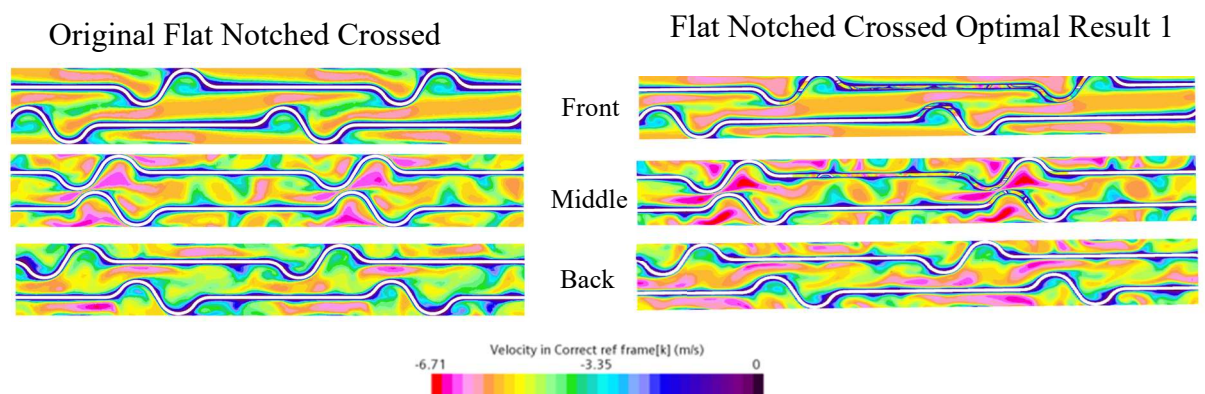 Original Flat Notched Crossed
Flat Notched Crossed Optimal Result 1
Front
Middle
Back
Velocity in Correct ref frame[k] (m/s)
-6.71 -3.35 0